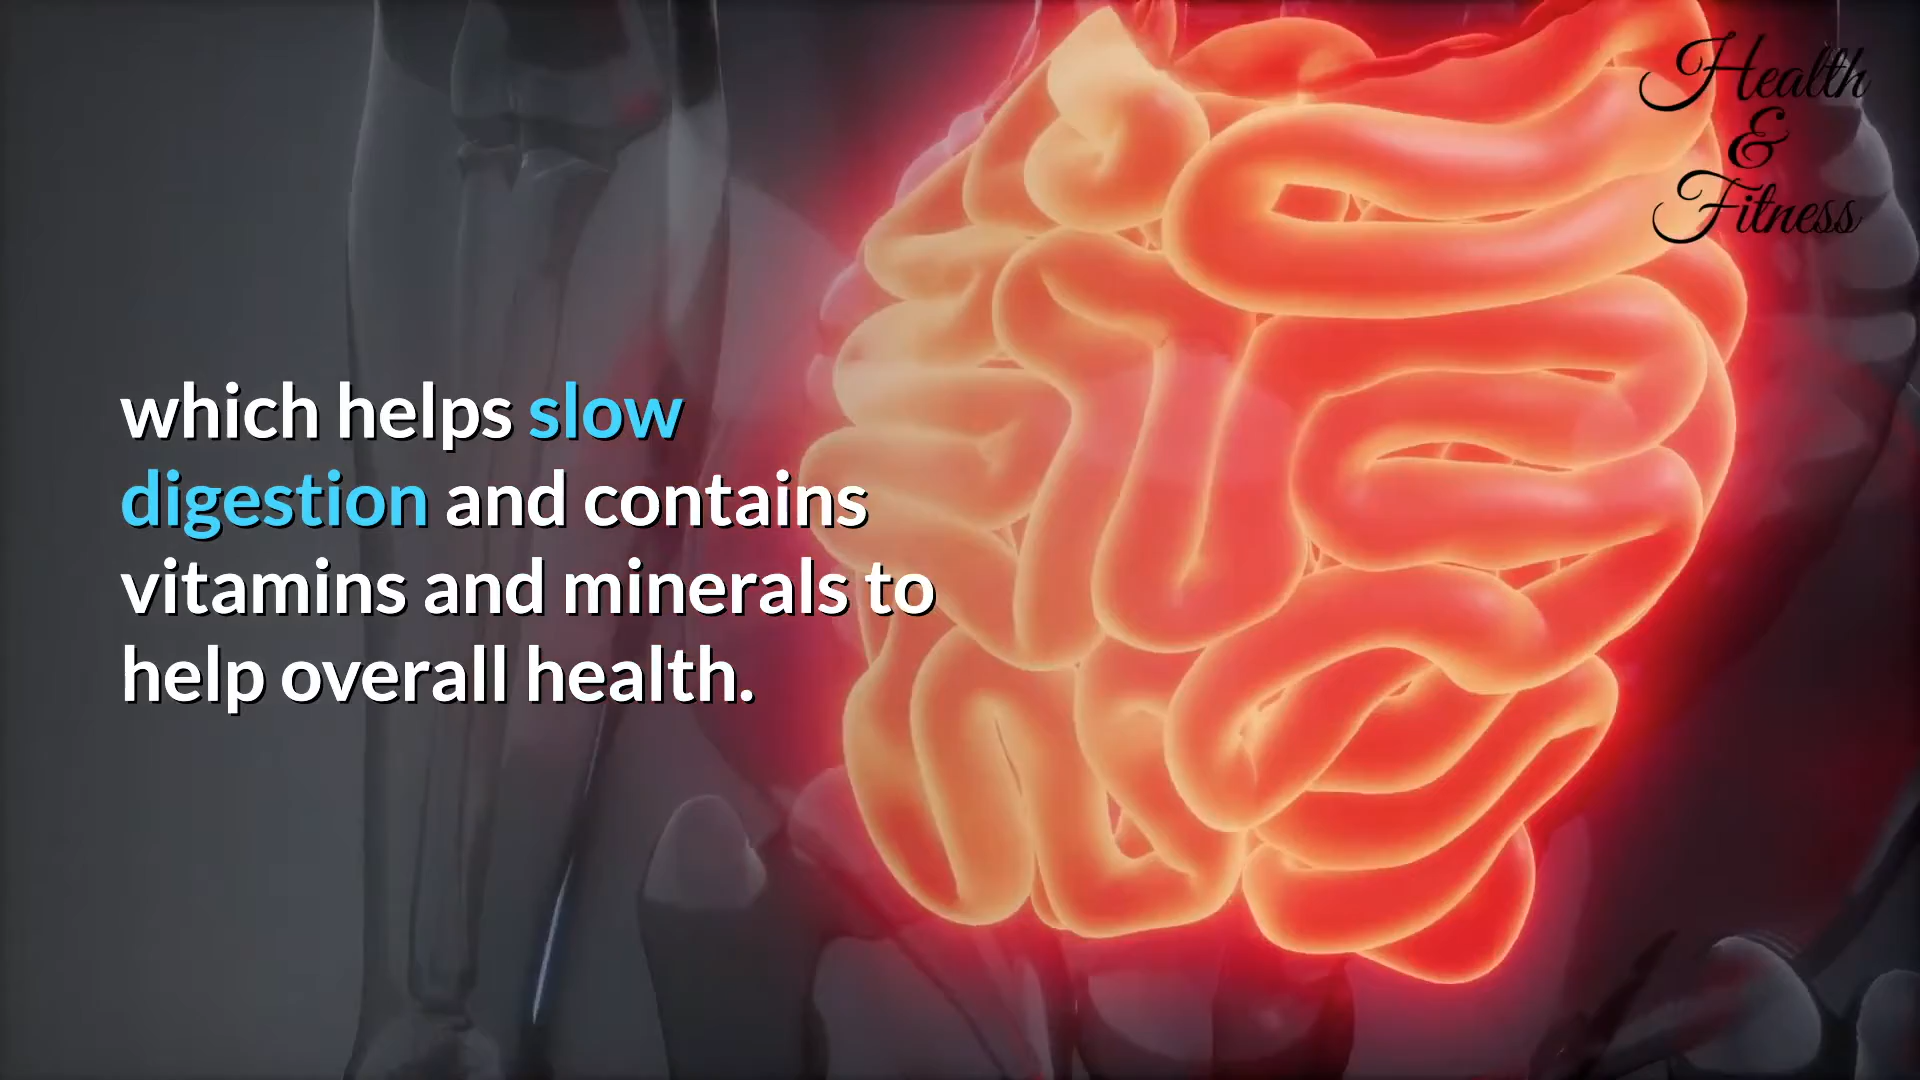 which helps slow
digestion and contains
vitamins and minerals to
help overall health.
Health
&
Fitness